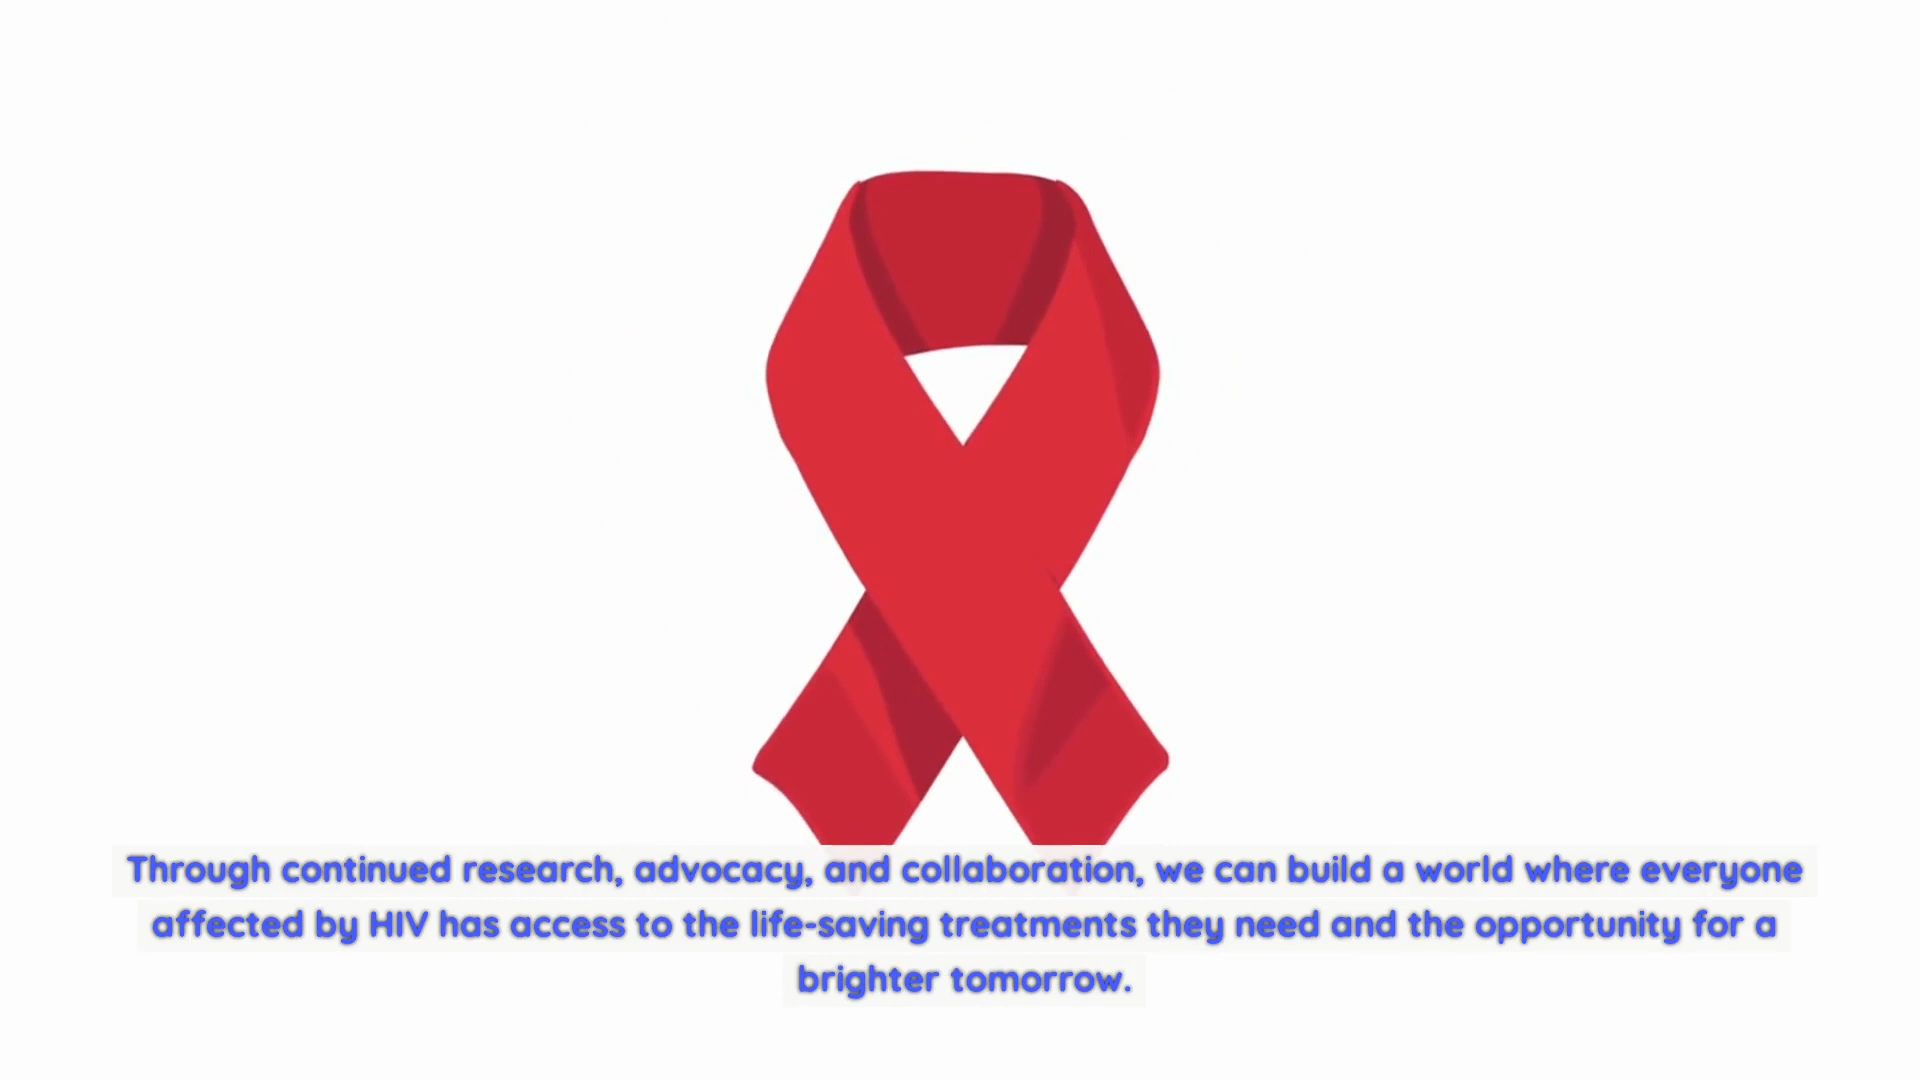 Through continued research, advocacy, and collaboration, we can build a world where everyone
affected by HIV has access to the life-saving treatments they need and the opportunity for a
brighter tomorrow.